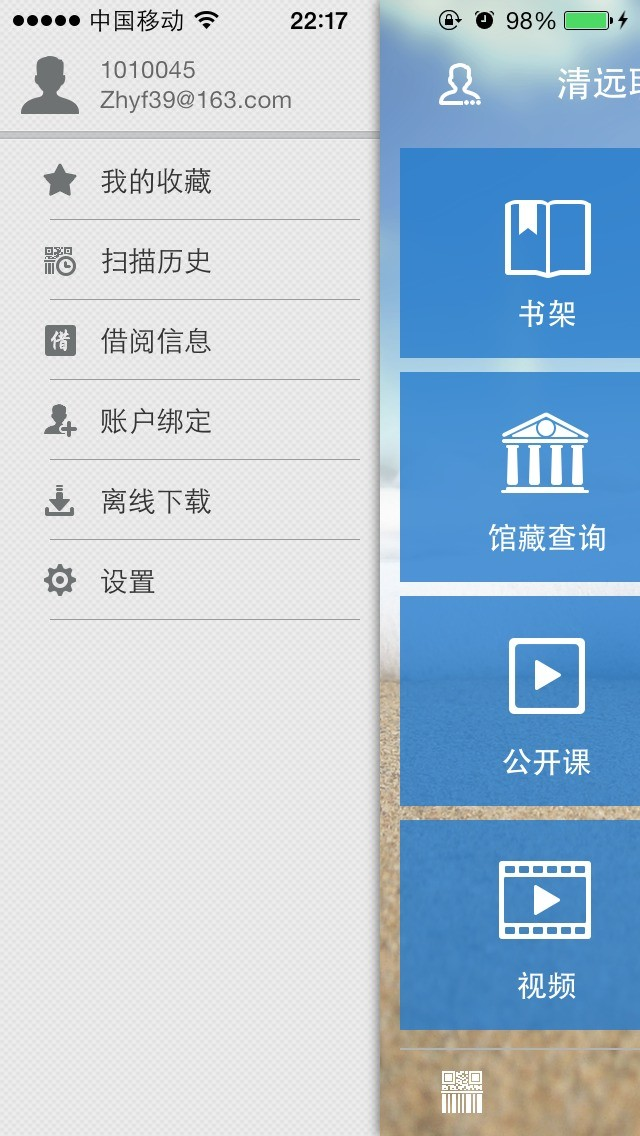 中国移动 22:17 98%
1010045
Zhyf39@163.com
清远
我的收藏
扫描历史
借 借阅信息
账户绑定
离线下载
设置
书架
馆藏查询
公开课
视频